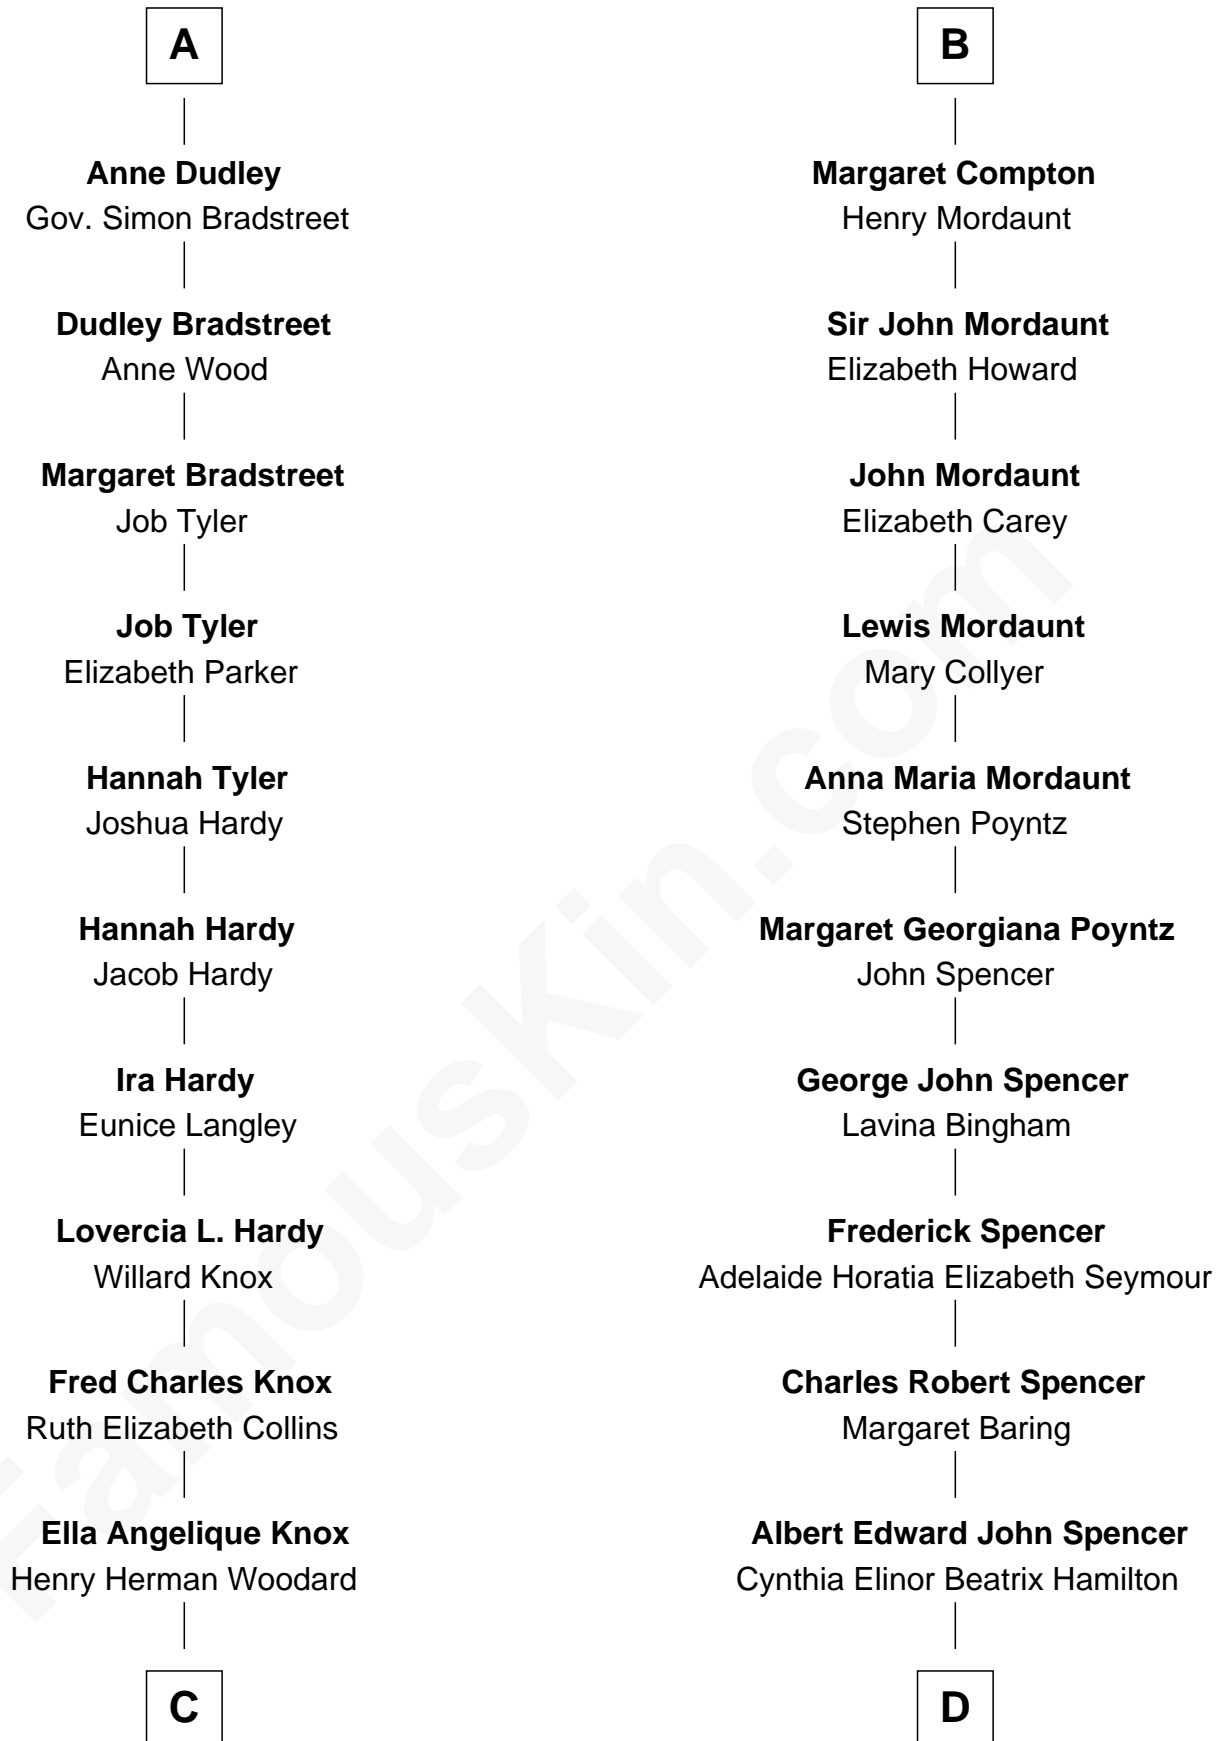 A
Anne Dudley
Gov. Simon Bradstreet
Dudley Bradstreet
Anne Wood
Margaret Bradstreet
Job Tyler
Job Tyler
Elizabeth Parker
Hannah Tyler
Joshua Hardy
Hannah Hardy
Jacob Hardy
Ira Hardy
Eunice Langley
Lovercia L. Hardy
Willard Knox
Fred Charles Knox
Ruth Elizabeth Collins
Ella Angelique Knox
Henry Herman Woodard
C
B
Margaret Compton
Henry Mordaunt
Sir John Mordaunt
Elizabeth Howard
John Mordaunt
Elizabeth Carey
Lewis Mordaunt
Mary Collyer
Anna Maria Mordaunt
Stephen Poyntz
Margaret Georgiana Poyntz
John Spencer
George John Spencer
Lavina Bingham
Frederick Spencer
Adelaide Horatia Elizabeth Seymour
Charles Robert Spencer
Margaret Baring
Albert Edward John Spencer
Cynthia Elinor Beatrix Hamilton
D
FamousKin.com